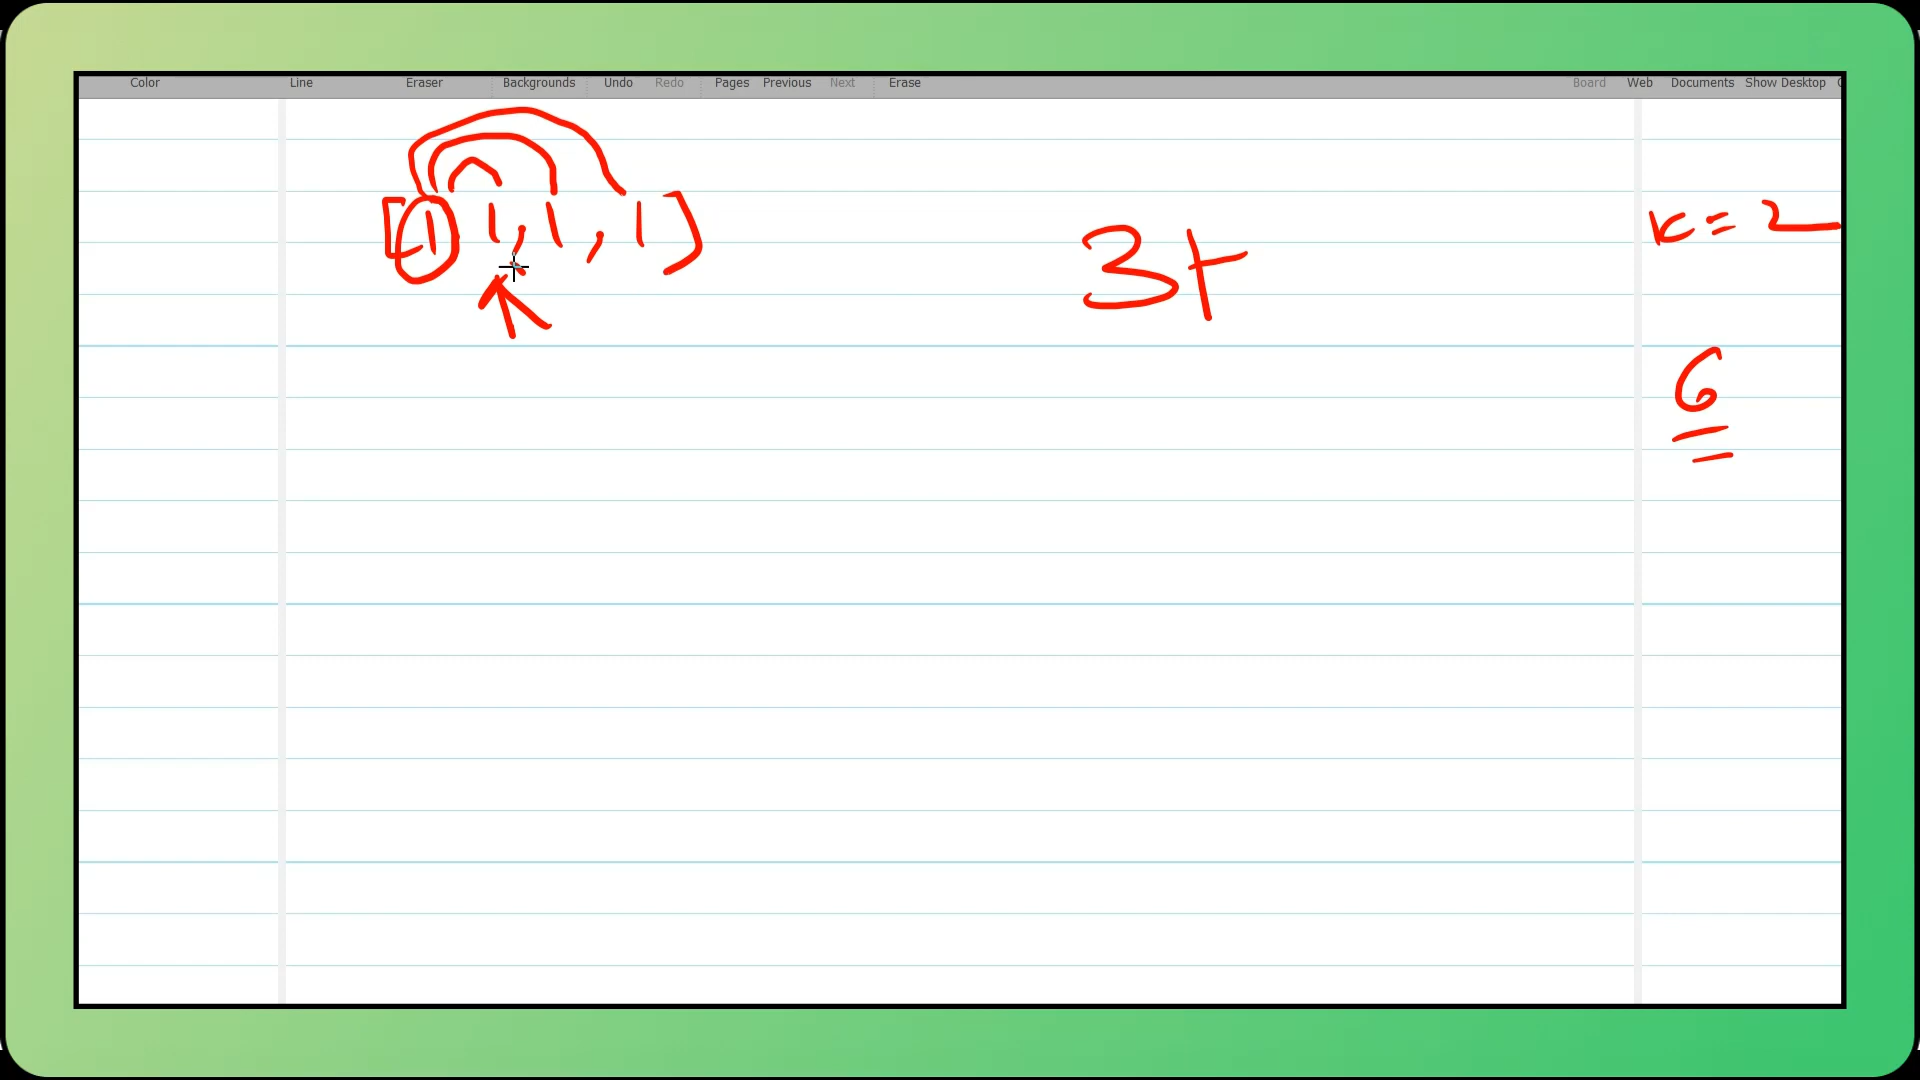 Color Line Eraser Backgrounds Undo Redo Pages Previous Next Erase Board Web Documents Show Desktop
[1 1, 1, 1]
3+
k = 2
6